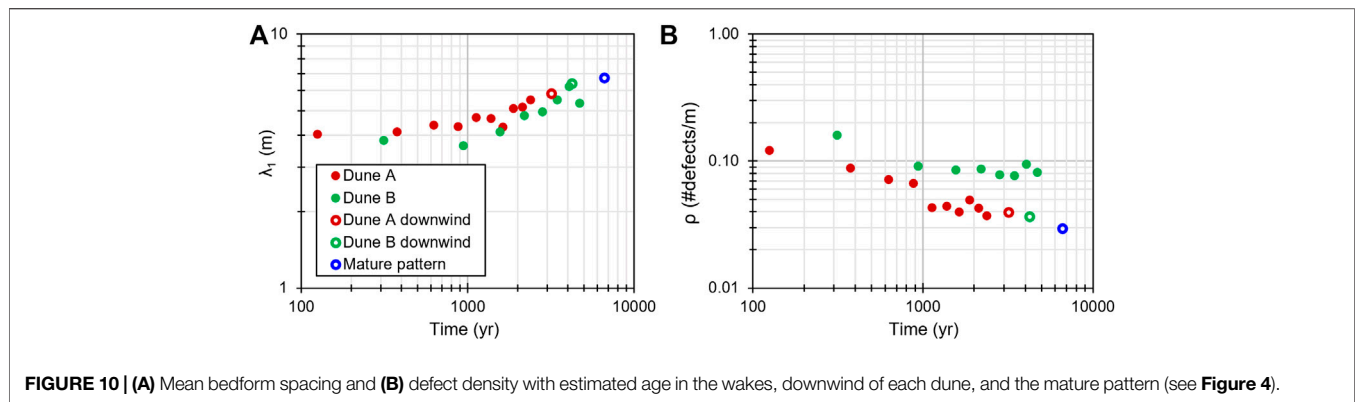 A
10
λ1 (m)
1
100
1000
10000
Time (yr)
Dune A
Dune B
Dune A downwind
Dune B downwind
Mature pattern
B
1.00
0.10
0.01
ρ (#defects/m)
100
1000
10000
Time (yr)
FIGURE 10 | (A) Mean bedform spacing and (B) defect density with estimated age in the wakes, downwind of each dune, and the mature pattern (see Figure 4).